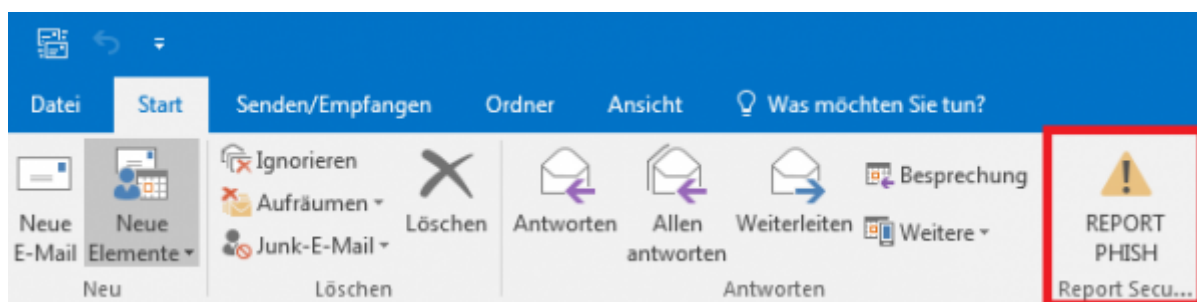 Datei Start Senden/Empfangen Ordner Ansicht Was möchten Sie tun?
Neue
E-Mail
Neue
Elemente
Ignorieren
Aufräumen
Junk-E-Mail
Löschen
Antworten
Allen
antworten
Weiterleiten
Besprechung
Weitere
REPORT
PHISH
Neu Löschen Antworten Report Secu...